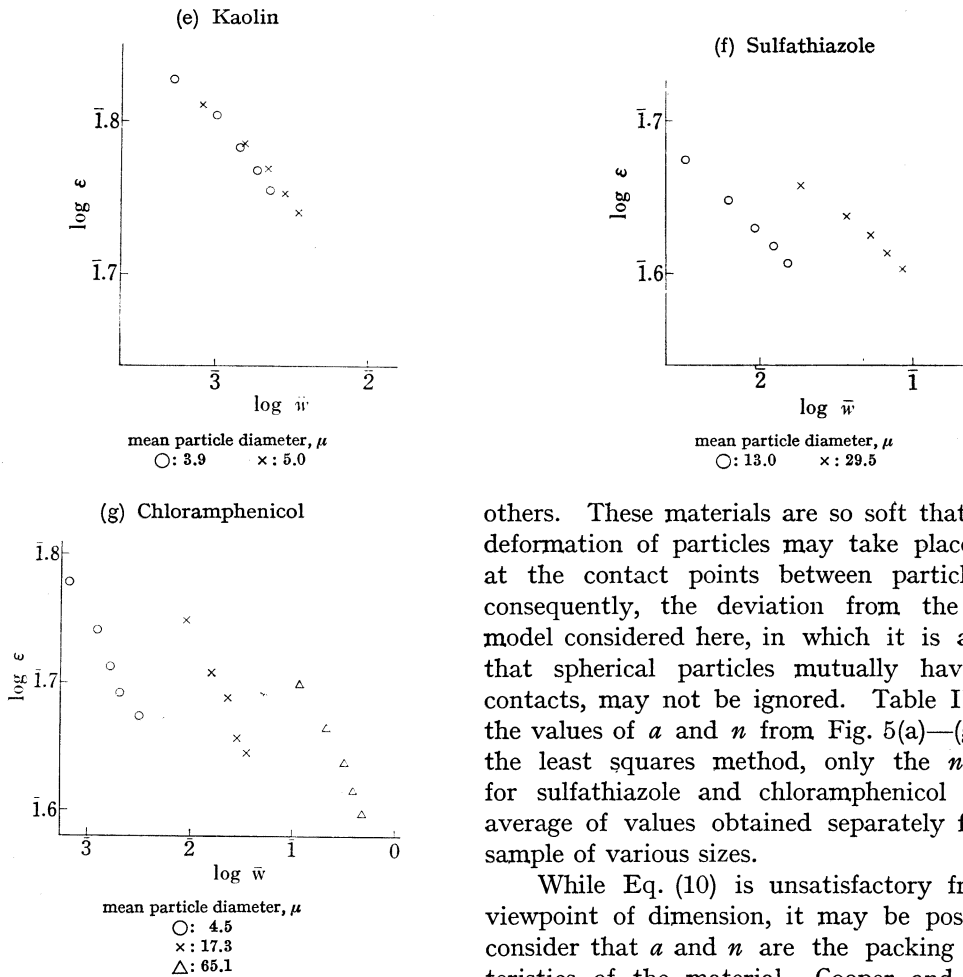 (e) Kaolin
1̄.8
1̄.7
log ε
3̄ 2̄
log w̄
mean particle diameter, μ
○: 3.9 ×: 5.0
(f) Sulfathiazole
1̄.7
1̄.6
log ε
2̄ 1̄
log w̄
mean particle diameter, μ
○: 13.0 ×: 29.5
(g) Chloramphenicol
1̄.8
1̄.7
1̄.6
log ε
3̄ 2̄ 1̄ 0
log w̄
mean particle diameter, μ
○: 4.5
×: 17.3
△: 65.1
others. These materials are so soft that
deformation of particles may take place
at the contact points between
consequently, the deviation from the
model considered here, in which it is
that spherical particles mutually
contacts, may not be ignored. Table I
the values of a and n from Fig. 5(a)—
the least squares method, only the n
for sulfathiazole and chloramphenicol
average of values obtained separately
sample of various sizes.
While Eq. (10) is unsatisfactory
viewpoint of dimension, it may be
consider that a and n are the packing
of the material. Cooper and